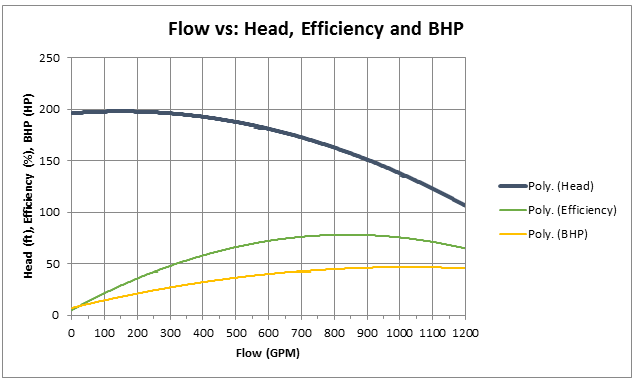 Flow vs: Head, Efficiency and BHP
Head (ft), Efficiency (%), BHP (HP)
250
200
150
100
50
0
0 100 200 300 400 500 600 700 800 900 1000 1100 1200
Flow (GPM)
Poly. (Head)
Poly. (Efficiency)
Poly. (BHP)